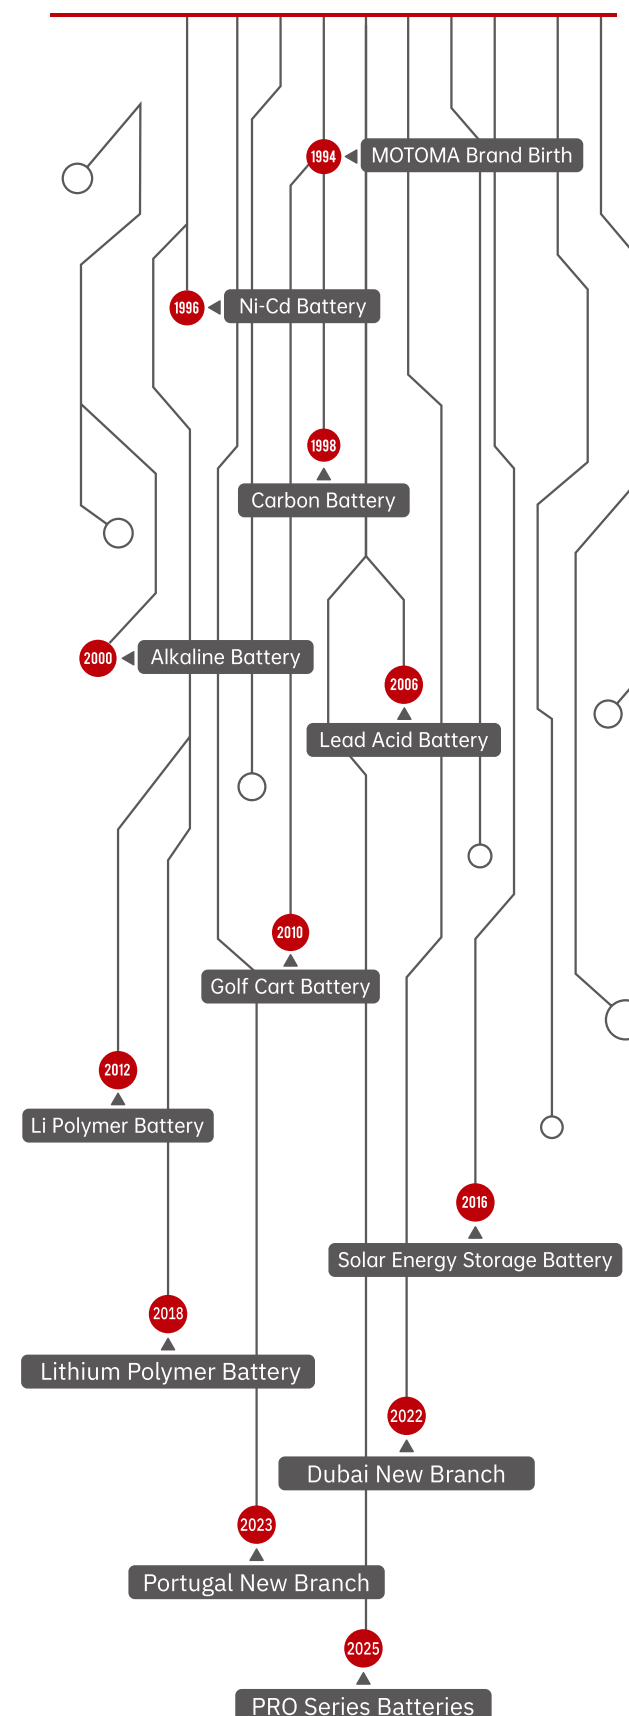 1994
MOTOMA Brand Birth
1996
Ni-Cd Battery
1998
Carbon Battery
2000
Alkaline Battery
2006
Lead Acid Battery
2010
Golf Cart Battery
2012
Li Polymer Battery
2016
Solar Energy Storage Battery
2018
Lithium Polymer Battery
2022
Dubai New Branch
2023
Portugal New Branch
2025
PRO Series Batteries